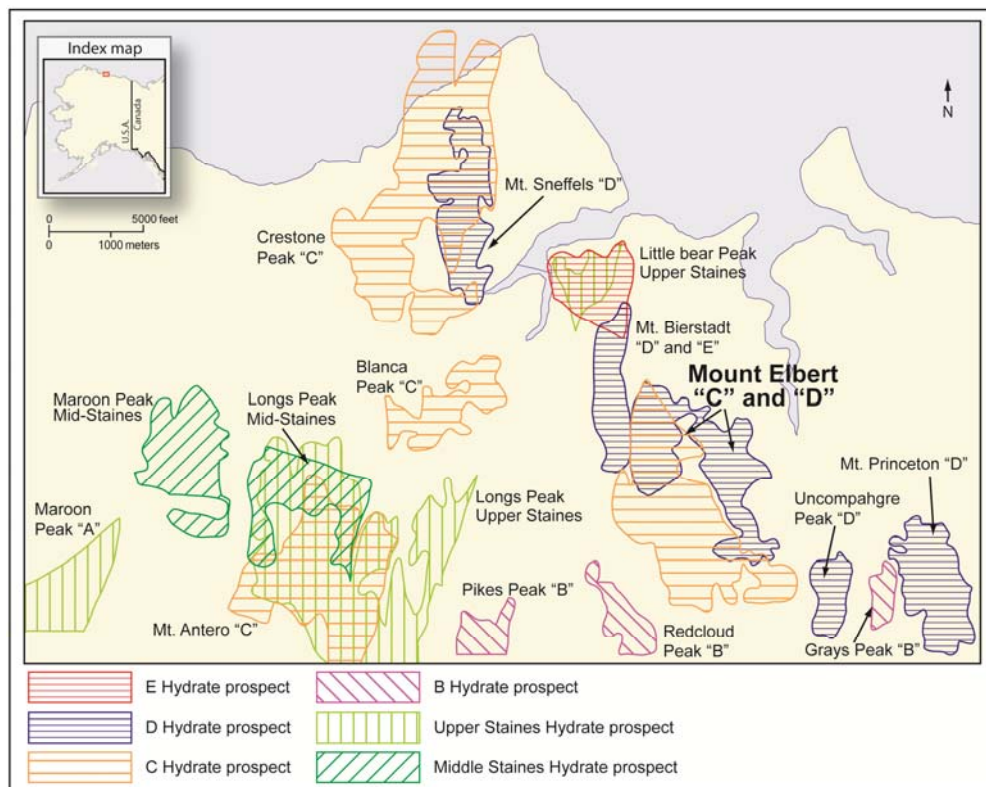 Index map
U.S.A.
Canada
N
0 5000 feet
0 1000 meters
Crestone
Peak “C”
Mt. Sneffels “D”
Little bear Peak
Upper Staines
Mt. Bierstadt
“D” and “E”
Blanca
Peak “C”
Mount Elbert
“C” and “D”
Maroon Peak
Mid-Staines
Longs Peak
Mid-Staines
Mt. Princeton “D”
Uncompahgre
Peak “D”
Longs Peak
Upper Staines
Maroon
Peak “A”
Pikes Peak “B”
Mt. Antero “C”
Redcloud
Peak “B”
Grays Peak “B”
E Hydrate prospect
D Hydrate prospect
C Hydrate prospect
B Hydrate prospect
Upper Staines Hydrate prospect
Middle Staines Hydrate prospect